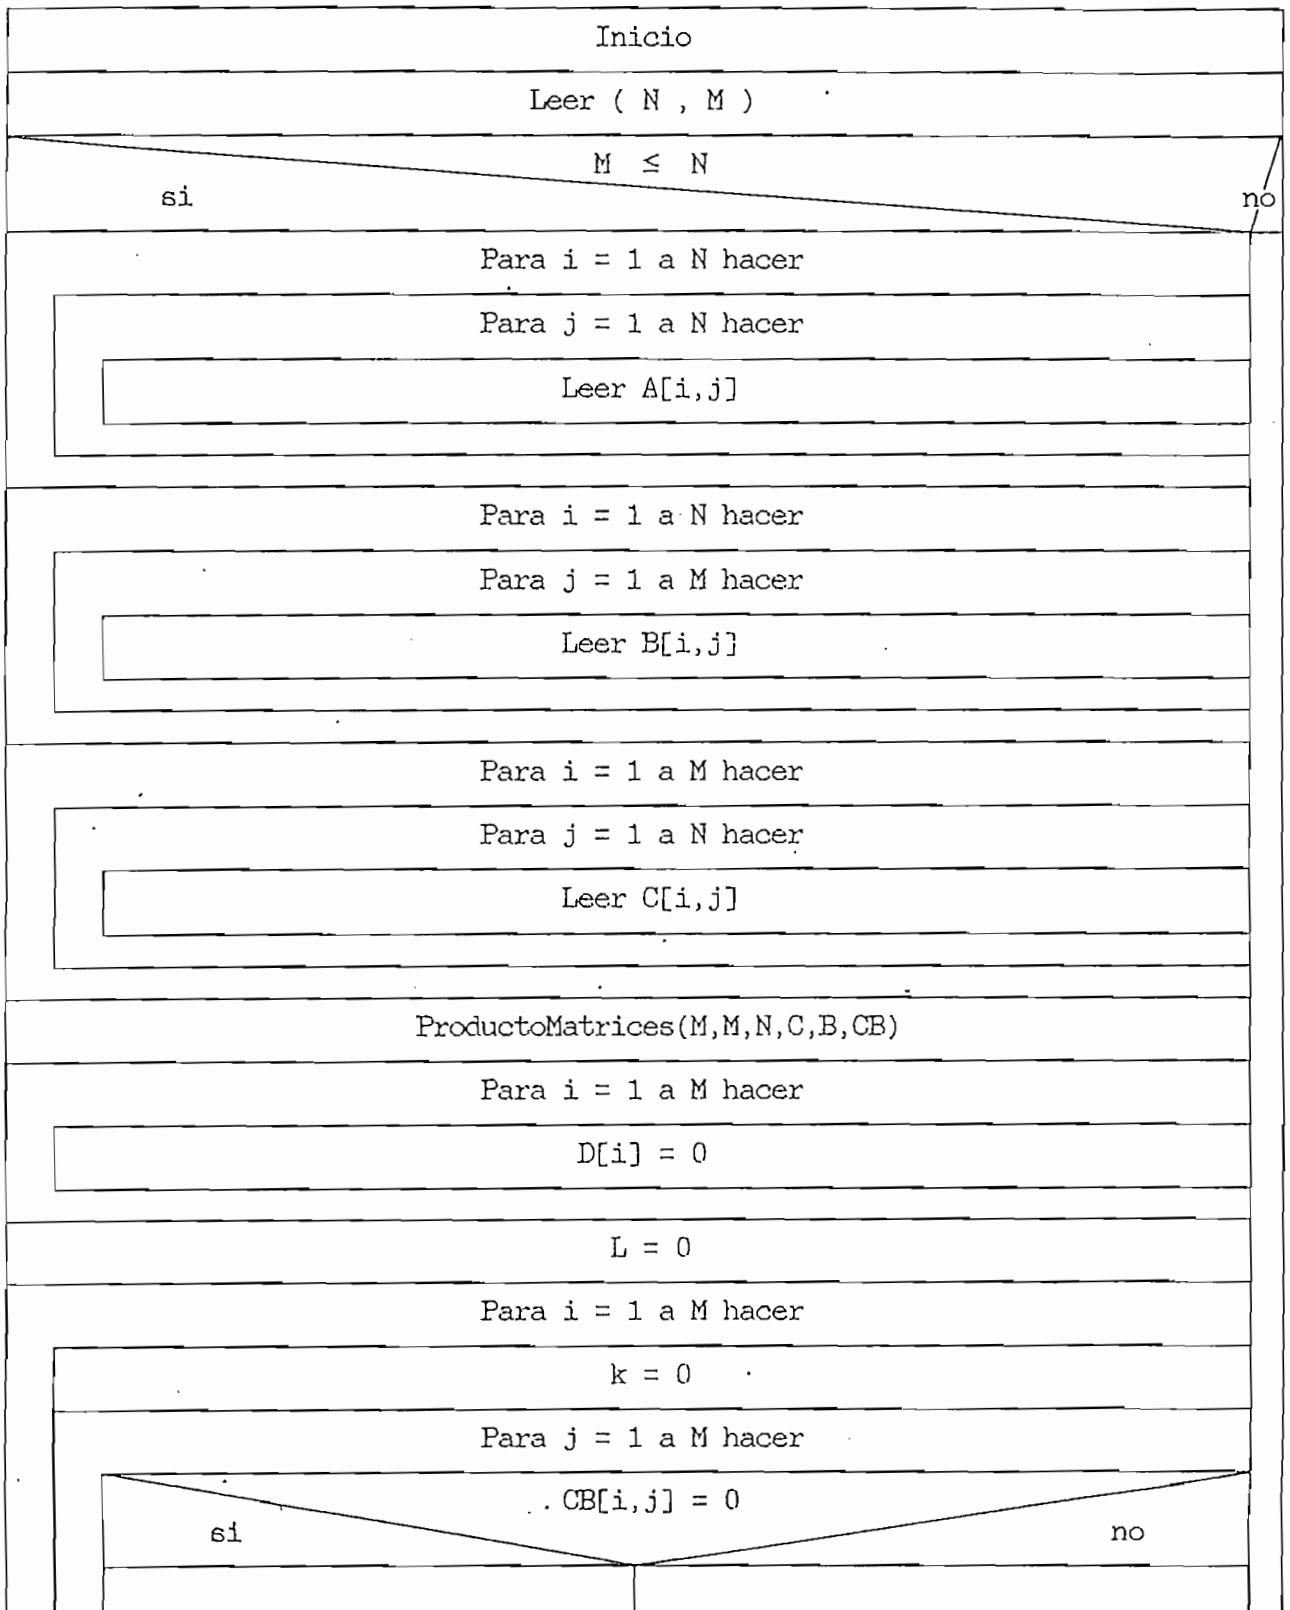 Inicio
Leer ( N , M )
M ≤ N
si
no
Para i = 1 a N hacer
Para j = 1 a N hacer
Leer A[i,j]
Para i = 1 a N hacer
Para j = 1 a M hacer
Leer B[i,j]
Para i = 1 a M hacer
Para j = 1 a N hacer
Leer C[i,j]
ProductoMatrices(M,M,N,C,B,CB)
Para i = 1 a M hacer
D[i] = 0
L = 0
Para i = 1 a M hacer
k = 0
Para j = 1 a M hacer
CB[i,j] = 0
si
no